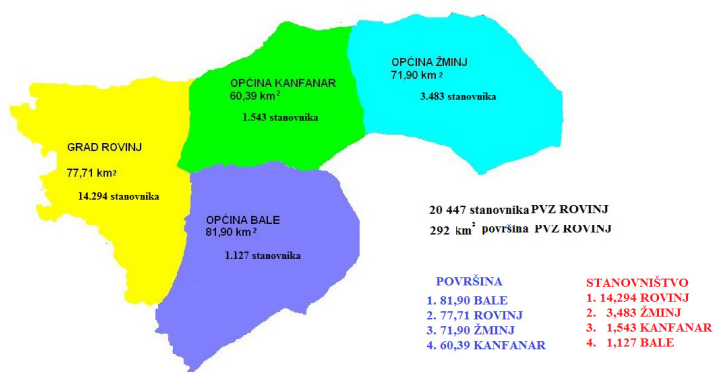 OPĆINA KANFANAR
60,39 km²
1.543 stanovnika
OPĆINA ŽMINJ
71,90 km²
3.483 stanovnika
GRAD ROVINJ
77,71 km²
14.294 stanovnika
OPĆINA BALE
81,90 km²
1.127 stanovnika
20 447 stanovnika PVZ ROVINJ
292 km² površina PVZ ROVINJ
POVRŠINA
1. 81,90 BALE
2. 77,71 ROVINJ
3. 71,90 ŽMINJ
4. 60,39 KANFANAR
STANOVNIŠTVO
1. 14,294 ROVINJ
2. 3,483 ŽMINJ
3. 1,543 KANFANAR
4. 1,127 BALE